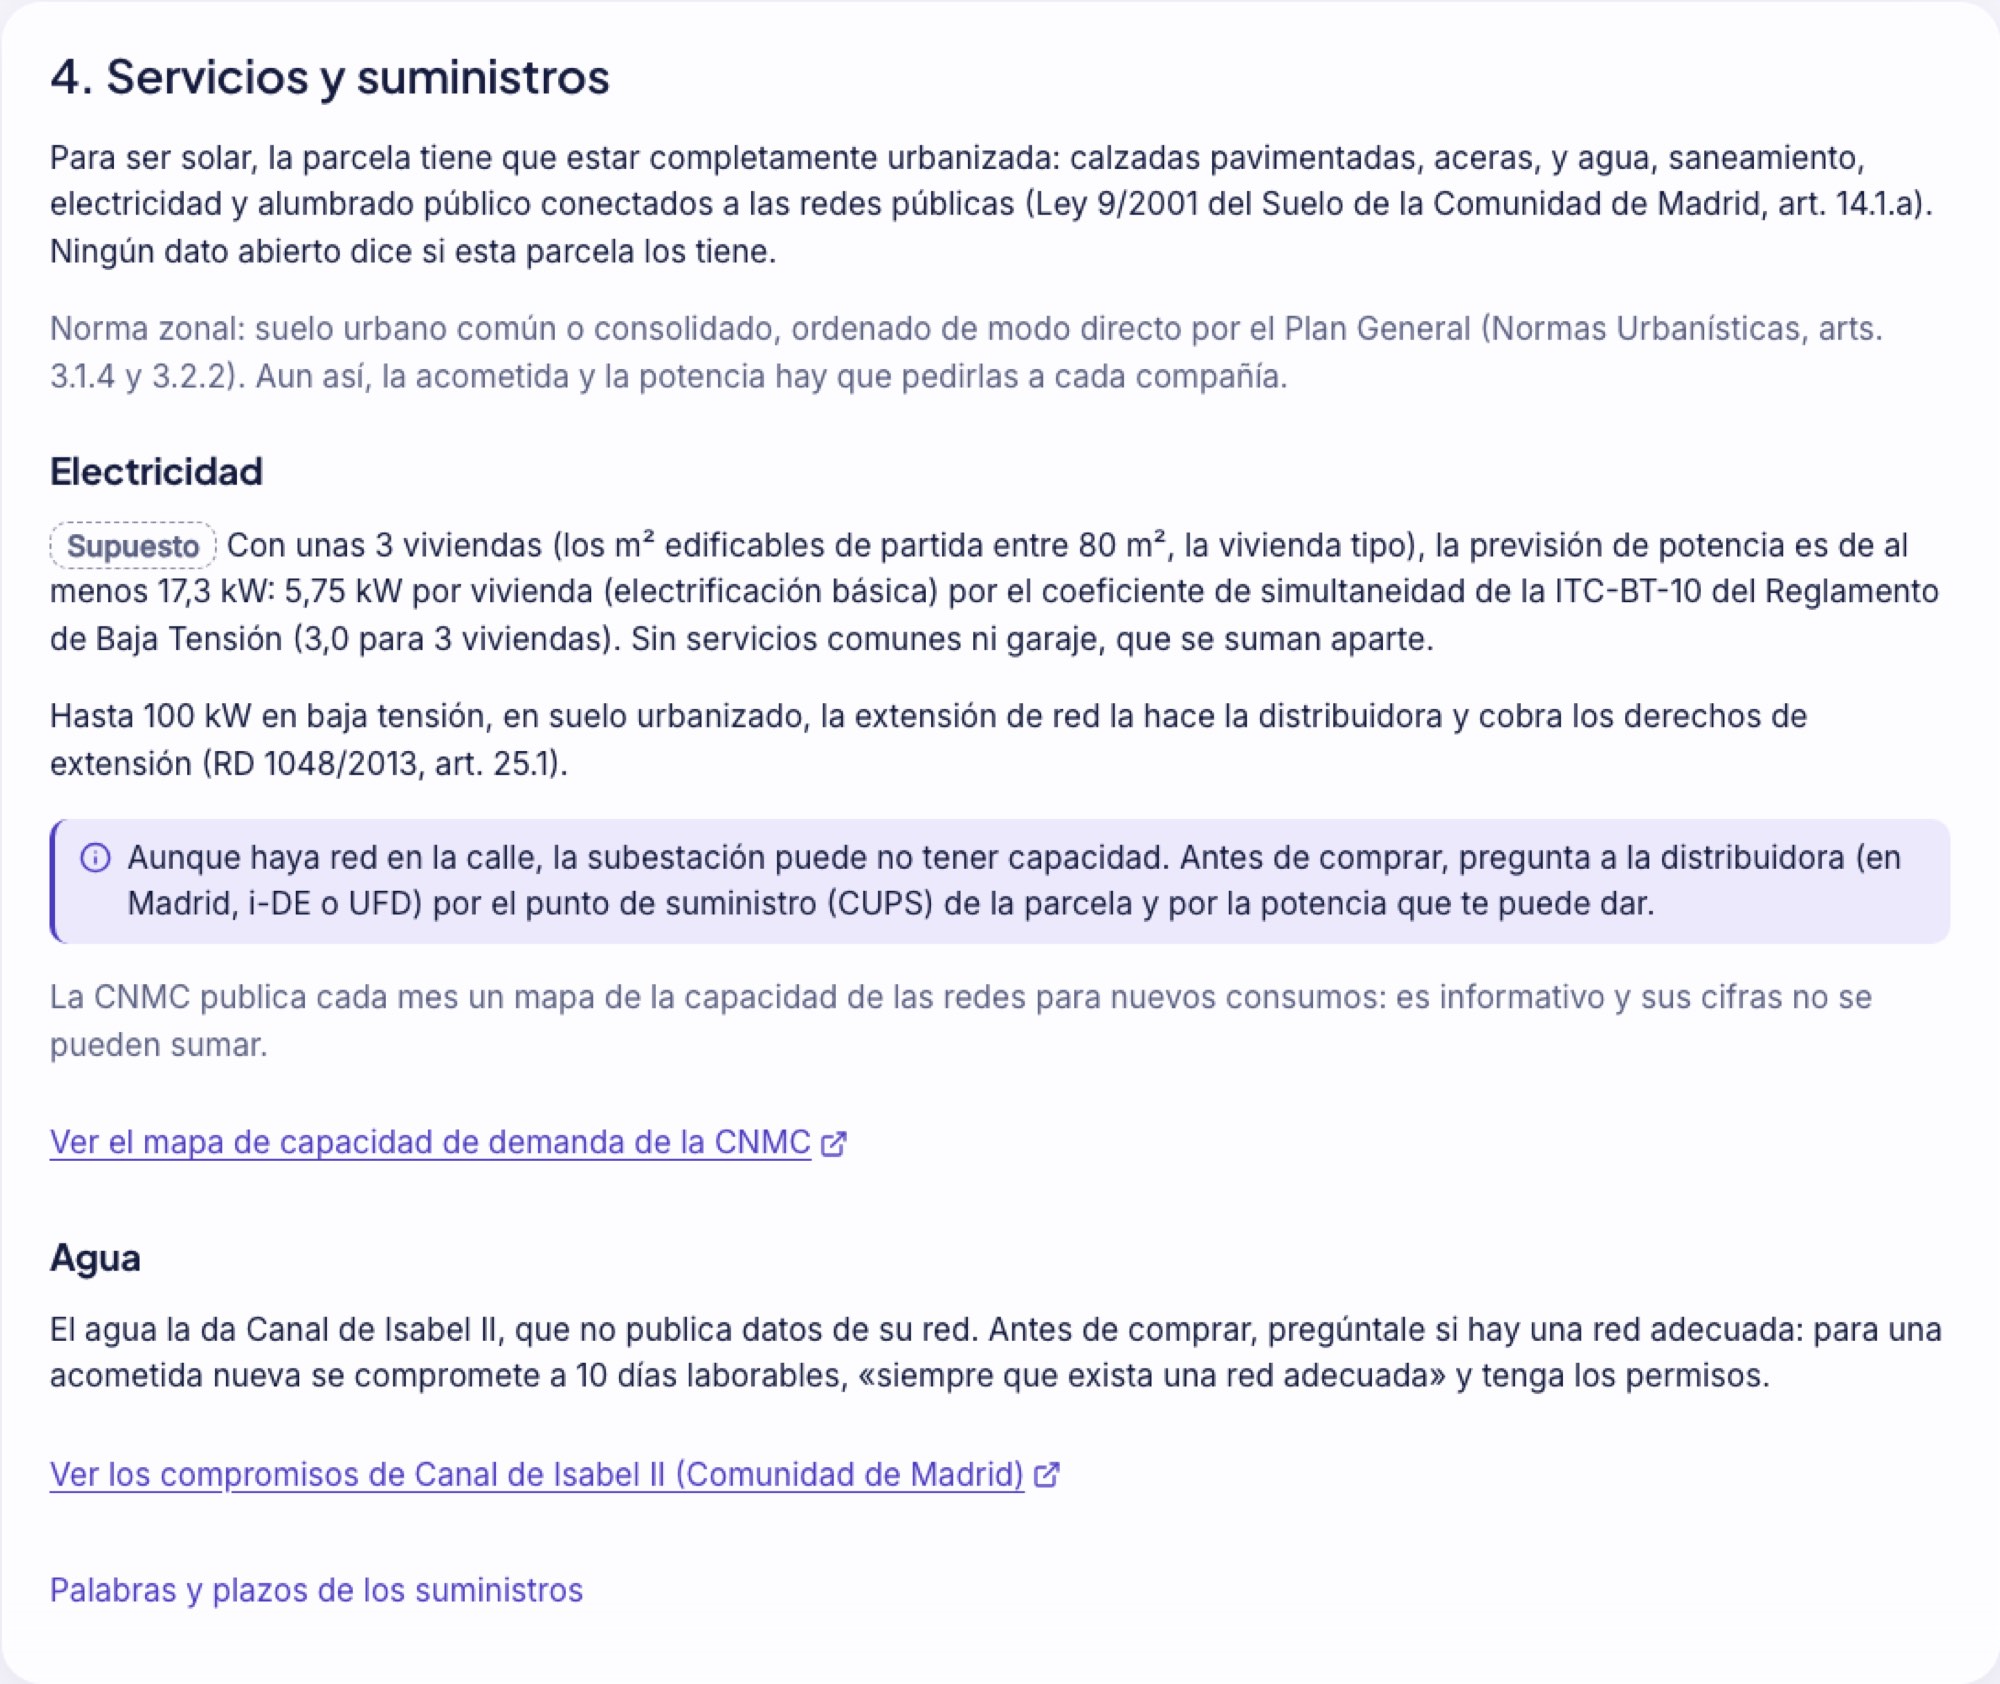 4. Servicios y suministros
Para ser solar, la parcela tiene que estar completamente urbanizada: calzadas pavimentadas, aceras, y agua, saneamiento,
electricidad y alumbrado público conectados a las redes públicas (Ley 9/2001 del Suelo de la Comunidad de Madrid, art. 14.1.a).
Ningún dato abierto dice si esta parcela los tiene.
Norma zonal: suelo urbano común o consolidado, ordenado de modo directo por el Plan General (Normas Urbanísticas, arts.
3.1.4 y 3.2.2). Aun así, la acometida y la potencia hay que pedirlas a cada compañía.
Electricidad
Supuesto Con unas 3 viviendas (los m² edificables de partida entre 80 m², la vivienda tipo), la previsión de potencia es de al
menos 17,3 kW: 5,75 kW por vivienda (electrificación básica) por el coeficiente de simultaneidad de la ITC-BT-10 del Reglamento
de Baja Tensión (3,0 para 3 viviendas). Sin servicios comunes ni garaje, que se suman aparte.
Hasta 100 kW en baja tensión, en suelo urbanizado, la extensión de red la hace la distribuidora y cobra los derechos de
extensión (RD 1048/2013, art. 25.1).
Aunque haya red en la calle, la subestación puede no tener capacidad. Antes de comprar, pregunta a la distribuidora (en
Madrid, i-DE o UFD) por el punto de suministro (CUPS) de la parcela y por la potencia que te puede dar.
La CNMC publica cada mes un mapa de la capacidad de las redes para nuevos consumos: es informativo y sus cifras no se
pueden sumar.
Ver el mapa de capacidad de demanda de la CNMC
Agua
El agua la da Canal de Isabel II, que no publica datos de su red. Antes de comprar, pregúntale si hay una red adecuada: para una
acometida nueva se compromete a 10 días laborables, «siempre que exista una red adecuada» y tenga los permisos.
Ver los compromisos de Canal de Isabel II (Comunidad de Madrid)
Palabras y plazos de los suministros